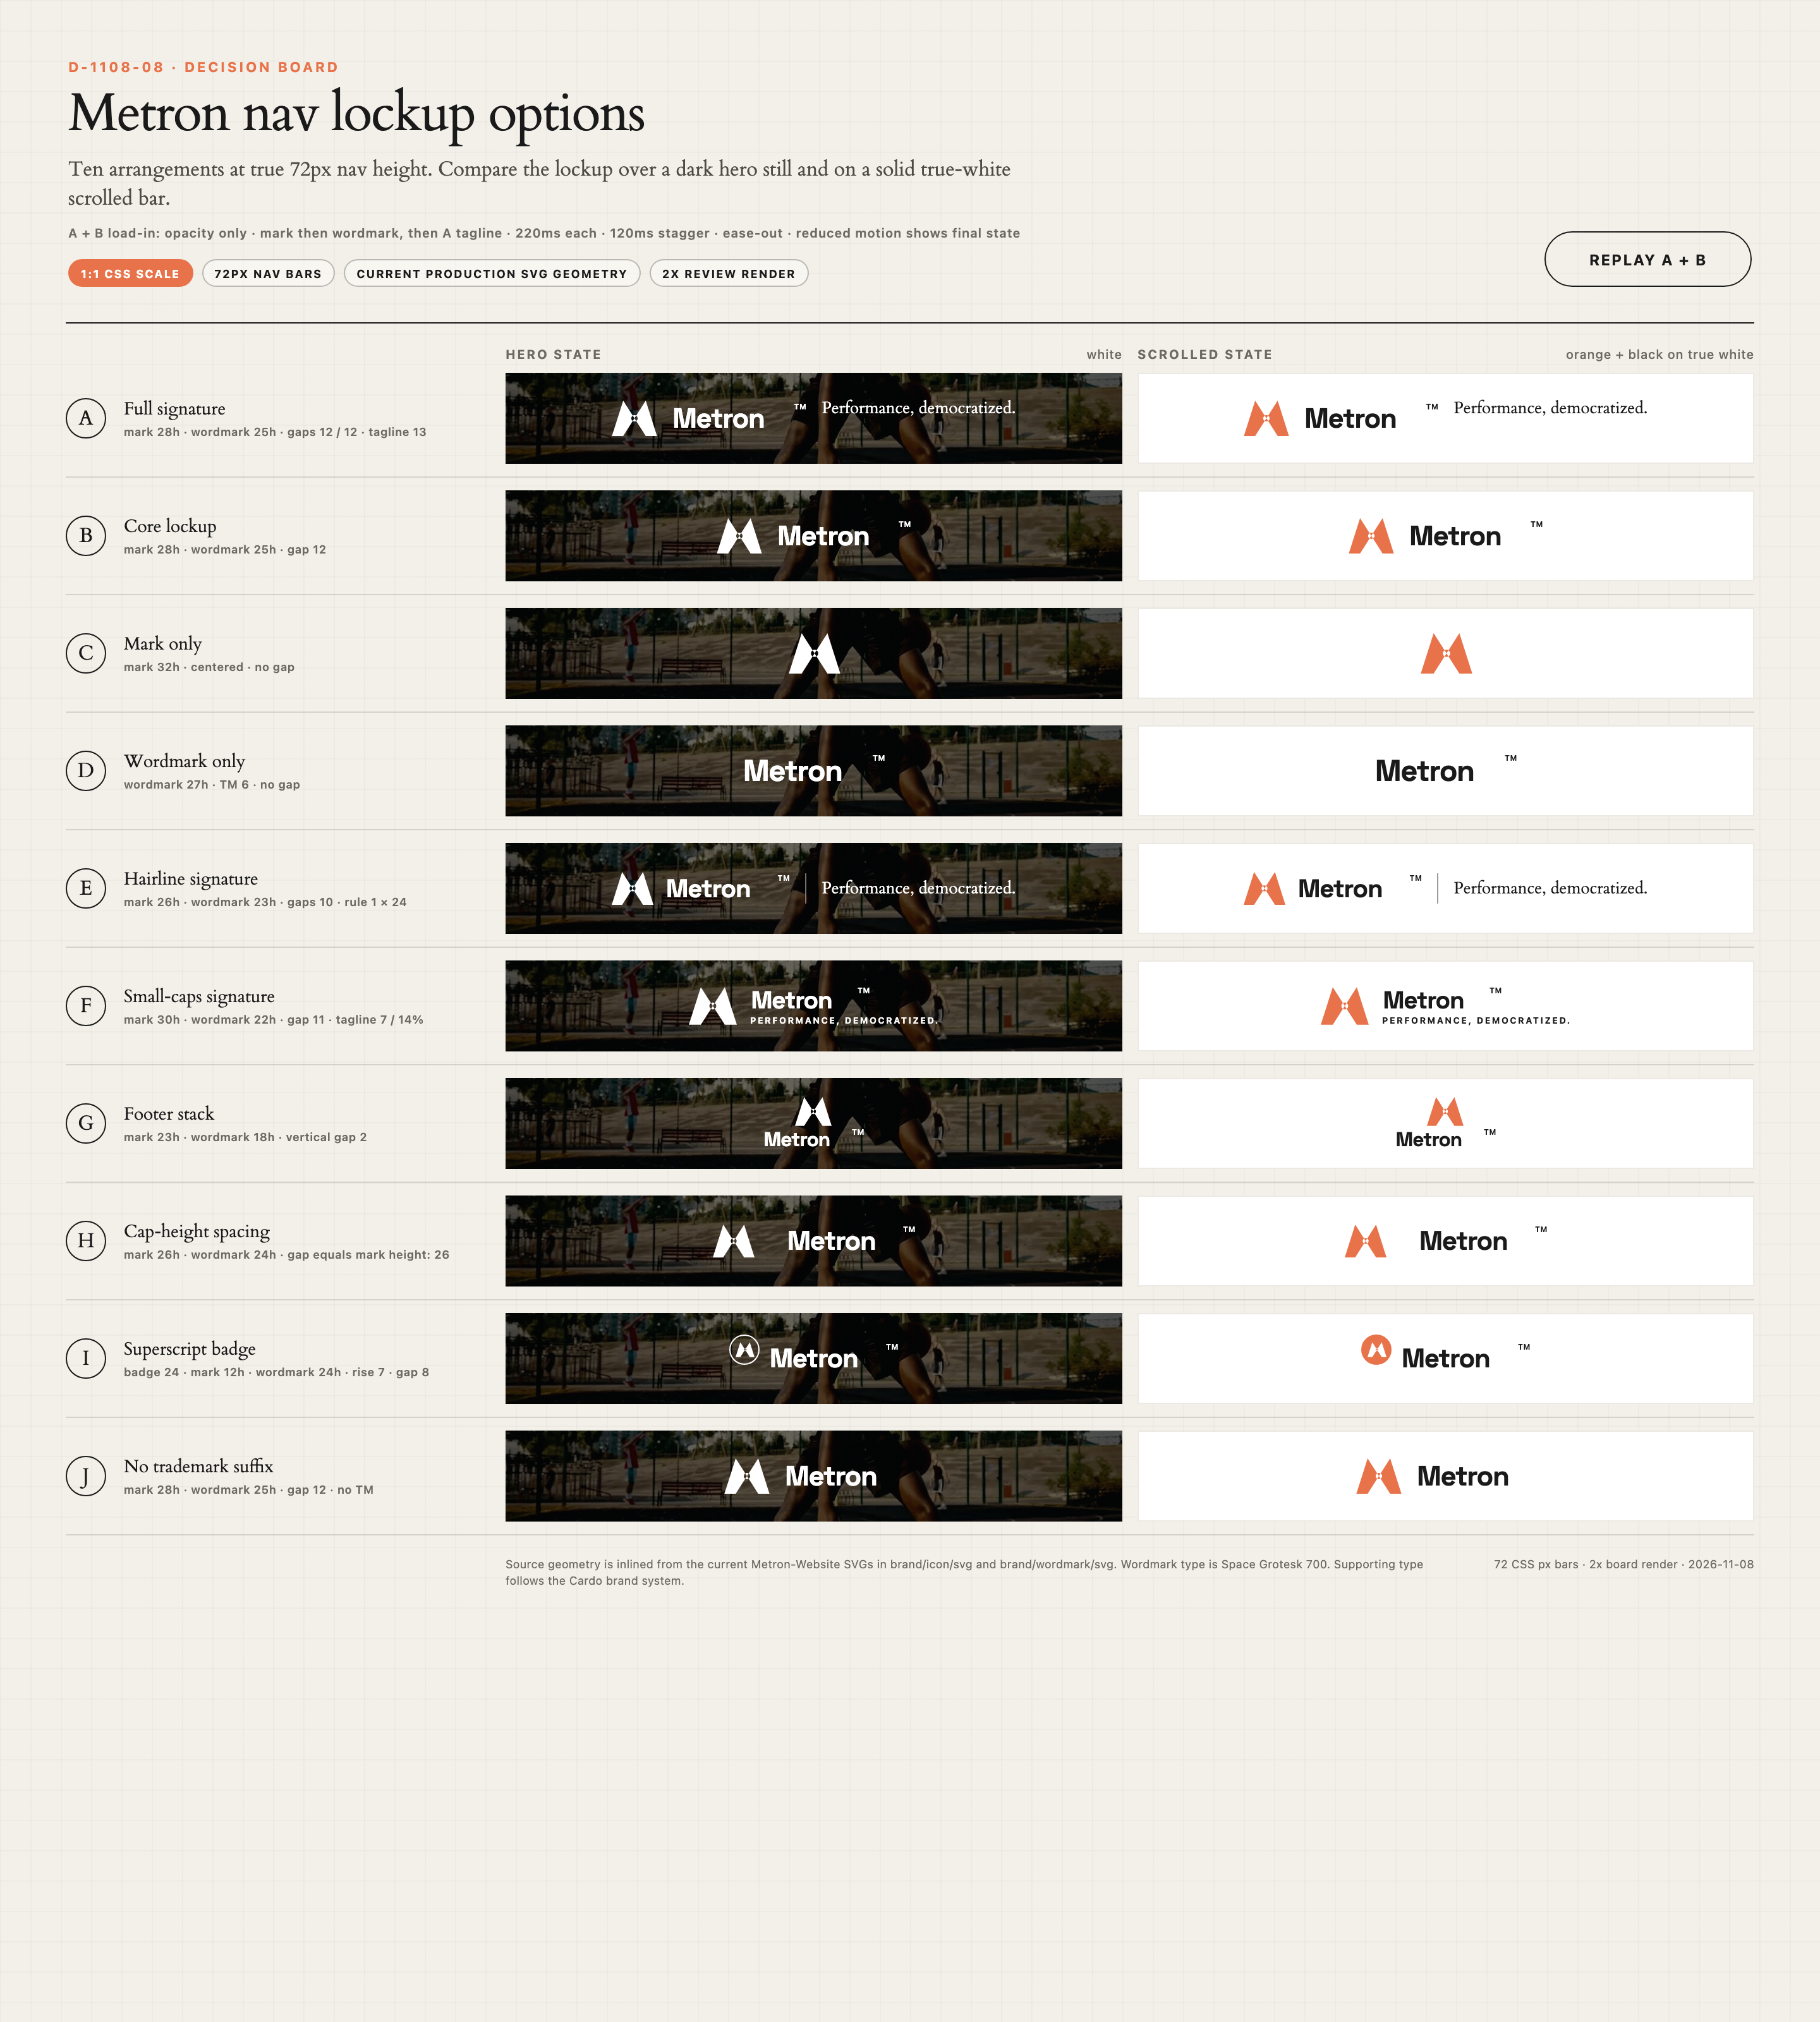 D-1108-08 · DECISION BOARD
Metron nav lockup options
Ten arrangements at true 72px nav height. Compare the lockup over a dark hero still and on a solid true-white
scrolled bar.
A + B load-in: opacity only · mark then wordmark, then A tagline · 220ms each · 120ms stagger · ease-out · reduced motion shows final state
1:1 CSS SCALE
72PX NAV BARS
CURRENT PRODUCTION SVG GEOMETRY
2X REVIEW RENDER
REPLAY A + B
HERO STATE
white
SCROLLED STATE
orange + black on true white
A
Full signature
mark 28h · wordmark 25h · gaps 12 / 12 · tagline 13
Metron TM Performance, democratized.
Metron TM Performance, democratized.
B
Core lockup
mark 28h · wordmark 25h · gap 12
Metron TM
Metron TM
C
Mark only
mark 32h · centered · no gap
D
Wordmark only
wordmark 27h · TM 6 · no gap
Metron TM
Metron TM
E
Hairline signature
mark 26h · wordmark 23h · gaps 10 · rule 1 × 24
Metron TM Performance, democratized.
Metron TM Performance, democratized.
F
Small-caps signature
mark 30h · wordmark 22h · gap 11 · tagline 7 / 14%
Metron TM
PERFORMANCE, DEMOCRATIZED.
Metron TM
PERFORMANCE, DEMOCRATIZED.
G
Footer stack
mark 23h · wordmark 18h · vertical gap 2
Metron TM
Metron TM
H
Cap-height spacing
mark 26h · wordmark 24h · gap equals mark height: 26
Metron TM
Metron TM
I
Superscript badge
badge 24 · mark 12h · wordmark 24h · rise 7 · gap 8
Metron TM
Metron TM
J
No trademark suffix
mark 28h · wordmark 25h · gap 12 · no TM
Metron
Metron
Source geometry is inlined from the current Metron-Website SVGs in brand/icon/svg and brand/wordmark/svg. Wordmark type is Space Grotesk 700. Supporting type
follows the Cardo brand system.
72 CSS px bars · 2x board render · 2026-11-08